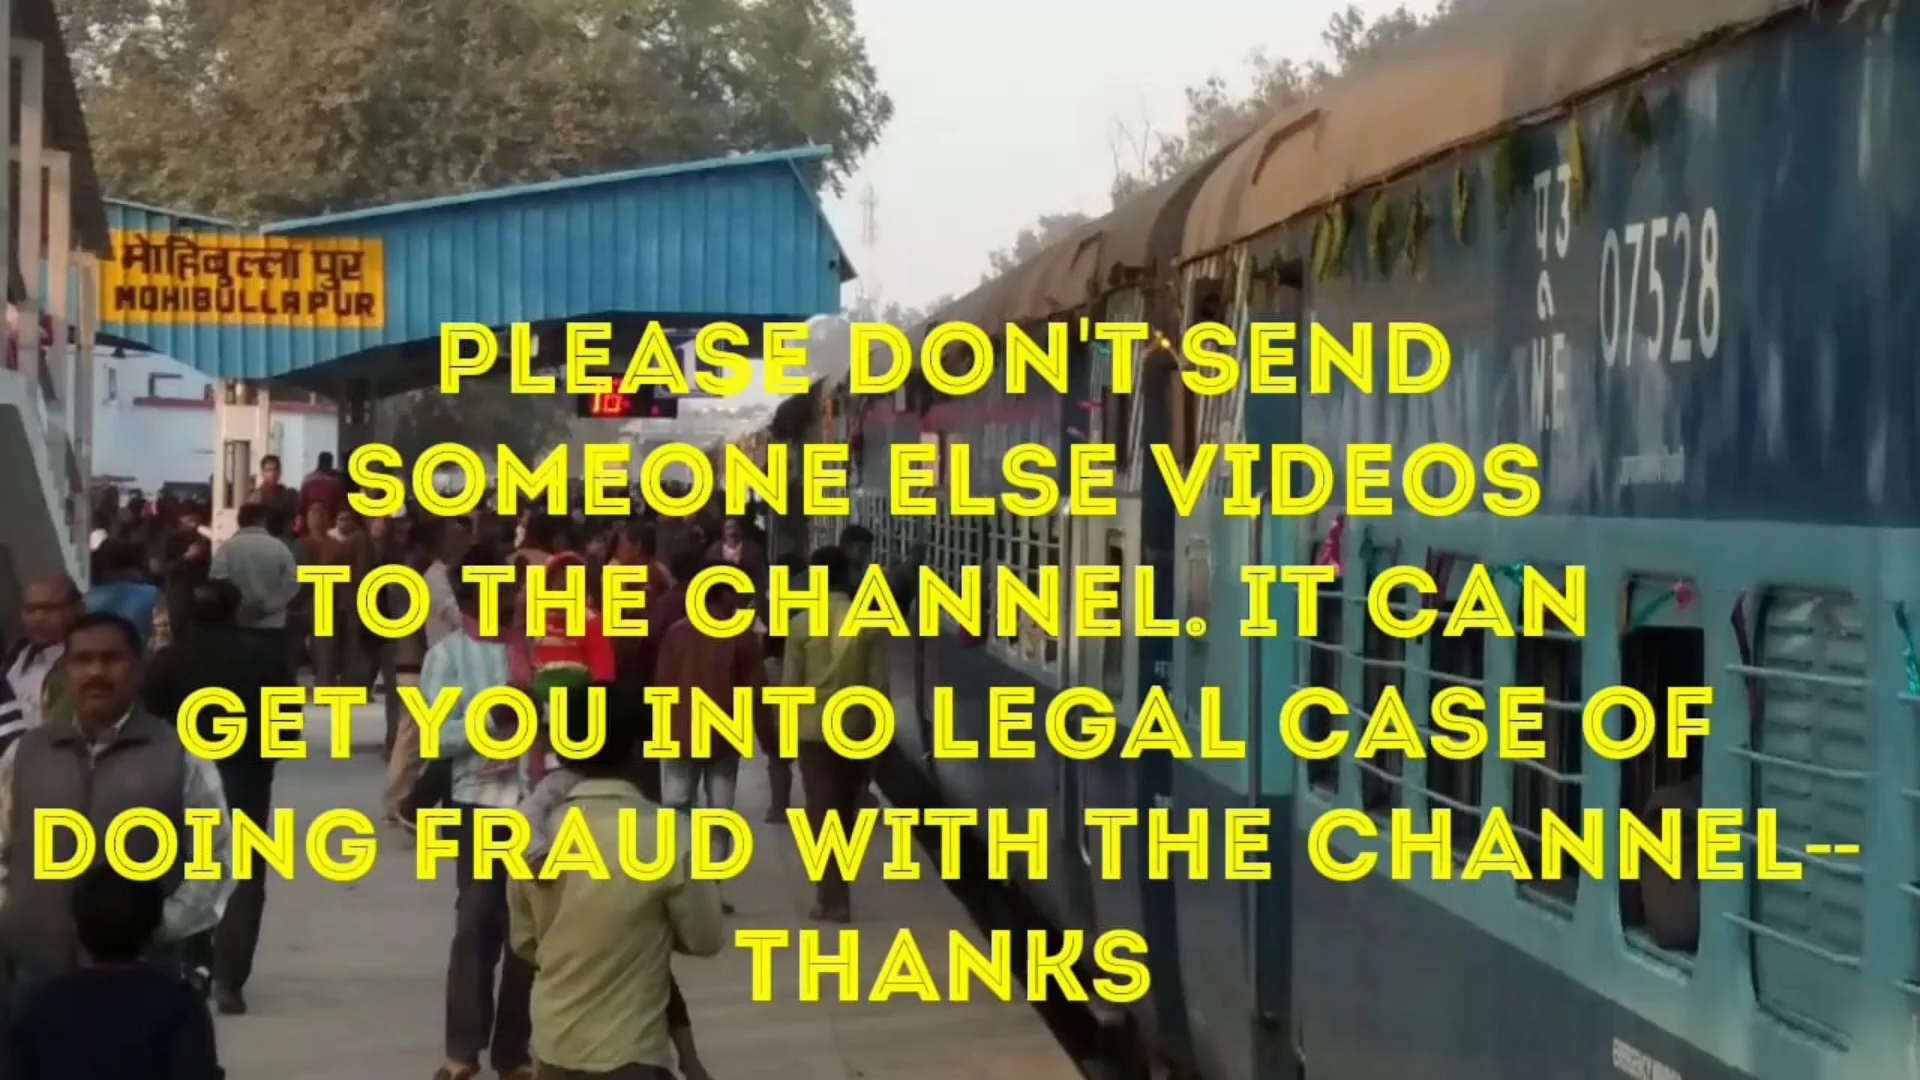 मोहिबुल्ला पुर
MOHIBULLAPUR
पू उ
रे
N.E
07528
PLEASE DON'T SEND
SOMEONE ELSE VIDEOS
TO THE CHANNEL. IT CAN
GET YOU INTO LEGAL CASE OF
DOING FRAUD WITH THE CHANNEL--
THANKS